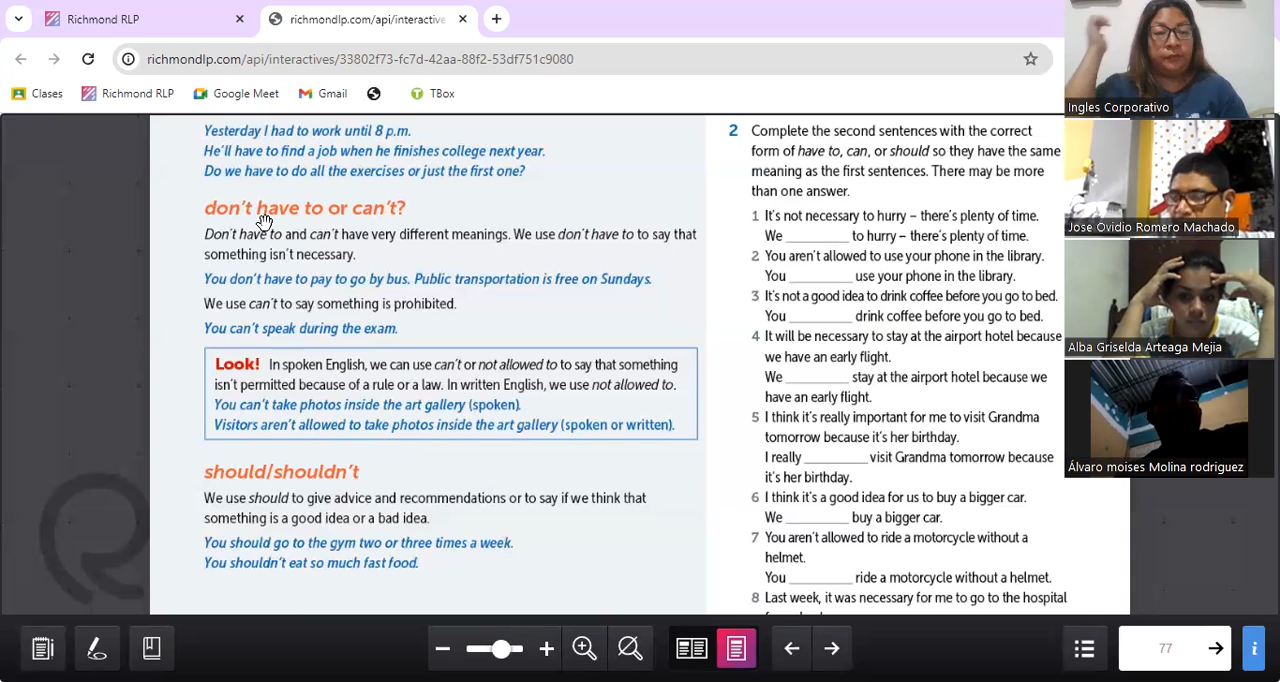 Richmond RLP
richmondlp.com/api/interactive
richmondlp.com/api/interactives/33802f73-fc7d-42aa-88f2-53df751c9080
Clases
Richmond RLP
Google Meet
Gmail
TBox
Yesterday I had to work until 8 p.m.
He'll have to find a job when he finishes college next year.
Do we have to do all the exercises or just the first one?
don't have to or can't?
Don't have to and can't have very different meanings. We use don't have to to say that
something isn't necessary.
You don't have to pay to go by bus. Public transportation is free on Sundays.
We use can't to say something is prohibited.
You can't speak during the exam.
Look! In spoken English, we can use can't or not allowed to to say that something
isn't permitted because of a rule or a law. In written English, we use not allowed to.
You can't take photos inside the art gallery (spoken).
Visitors aren't allowed to take photos inside the art gallery (spoken or written).
should/shouldn't
We use should to give advice and recommendations or to say if we think that
something is a good idea or a bad idea.
You should go to the gym two or three times a week.
You shouldn't eat so much fast food.
2 Complete the second sentences with the correct
form of have to, can, or should so they have the same
meaning as the first sentences. There may be more
than one answer.
1 It's not necessary to hurry – there's plenty of time.
We ________ to hurry – there's plenty of time.
2 You aren't allowed to use your phone in the library.
You ________ use your phone in the library.
3 It's not a good idea to drink coffee before you go to bed.
You ________ drink coffee before you go to bed.
4 It will be necessary to stay at the airport hotel because
we have an early flight.
We ________ stay at the airport hotel because we
have an early flight.
5 I think it's really important for me to visit Grandma
tomorrow because it's her birthday.
I really ________ visit Grandma tomorrow because
it's her birthday.
6 I think it's a good idea for us to buy a bigger car.
We ________ buy a bigger car.
7 You aren't allowed to ride a motorcycle without a
helmet.
You ________ ride a motorcycle without a helmet.
8 Last week, it was necessary for me to go to the hospital
Ingles Corporativo
Jose Ovidio Romero Machado
Alba Griselda Arteaga Mejia
Álvaro moises Molina rodriguez
77